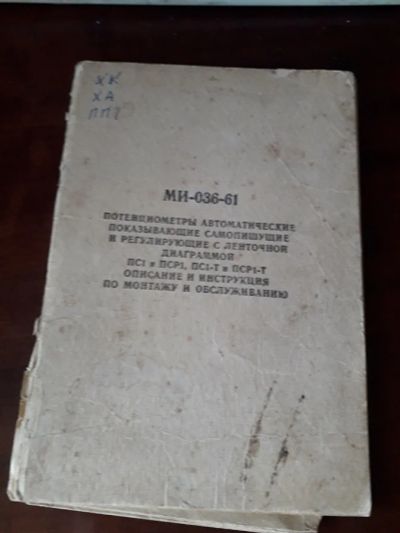 ХК
ХА
ПП1
МИ-036-61
ПОТЕНЦИОМЕТРЫ АВТОМАТИЧЕСКИЕ
ПОКАЗЫВАЮЩИЕ САМОПИШУЩИЕ
И РЕГУЛИРУЮЩИЕ С ЛЕНТОЧНОЙ
ДИАГРАММОЙ
ПС1 и ПСР1, ПС1-Т и ПСР1-Т
ОПИСАНИЕ И ИНСТРУКЦИЯ
ПО МОНТАЖУ И ОБСЛУЖИВАНИЮ